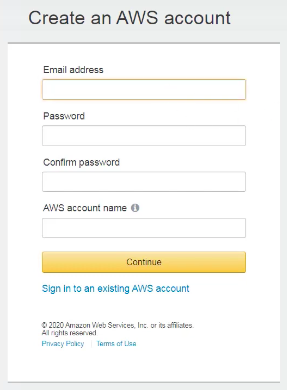 Create an AWS account
Email address
Password
Confirm password
AWS account name
Continue
Sign in to an existing AWS account
© 2020 Amazon Web Services, Inc. or its affiliates.
All rights reserved.
Privacy Policy | Terms of Use